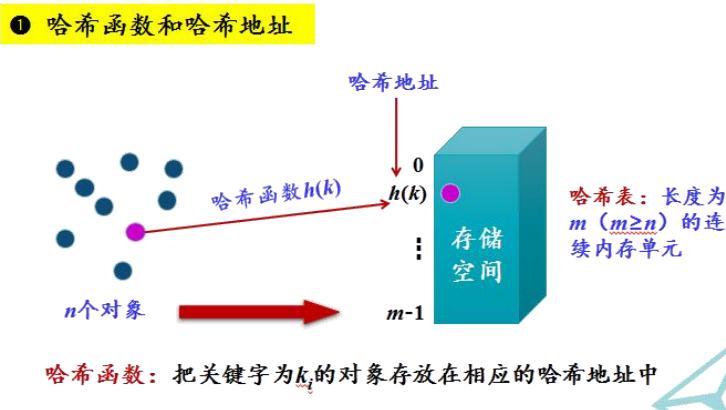 ❶ 哈希函数和哈希地址
哈希地址
0
哈希函数h(k)
h(k)
哈希表：长度为
m（m≥n）的连
续内存单元
⋮
存储
空间
n个对象
m-1
哈希函数：把关键字为kᵢ的对象存放在相应的哈希地址中